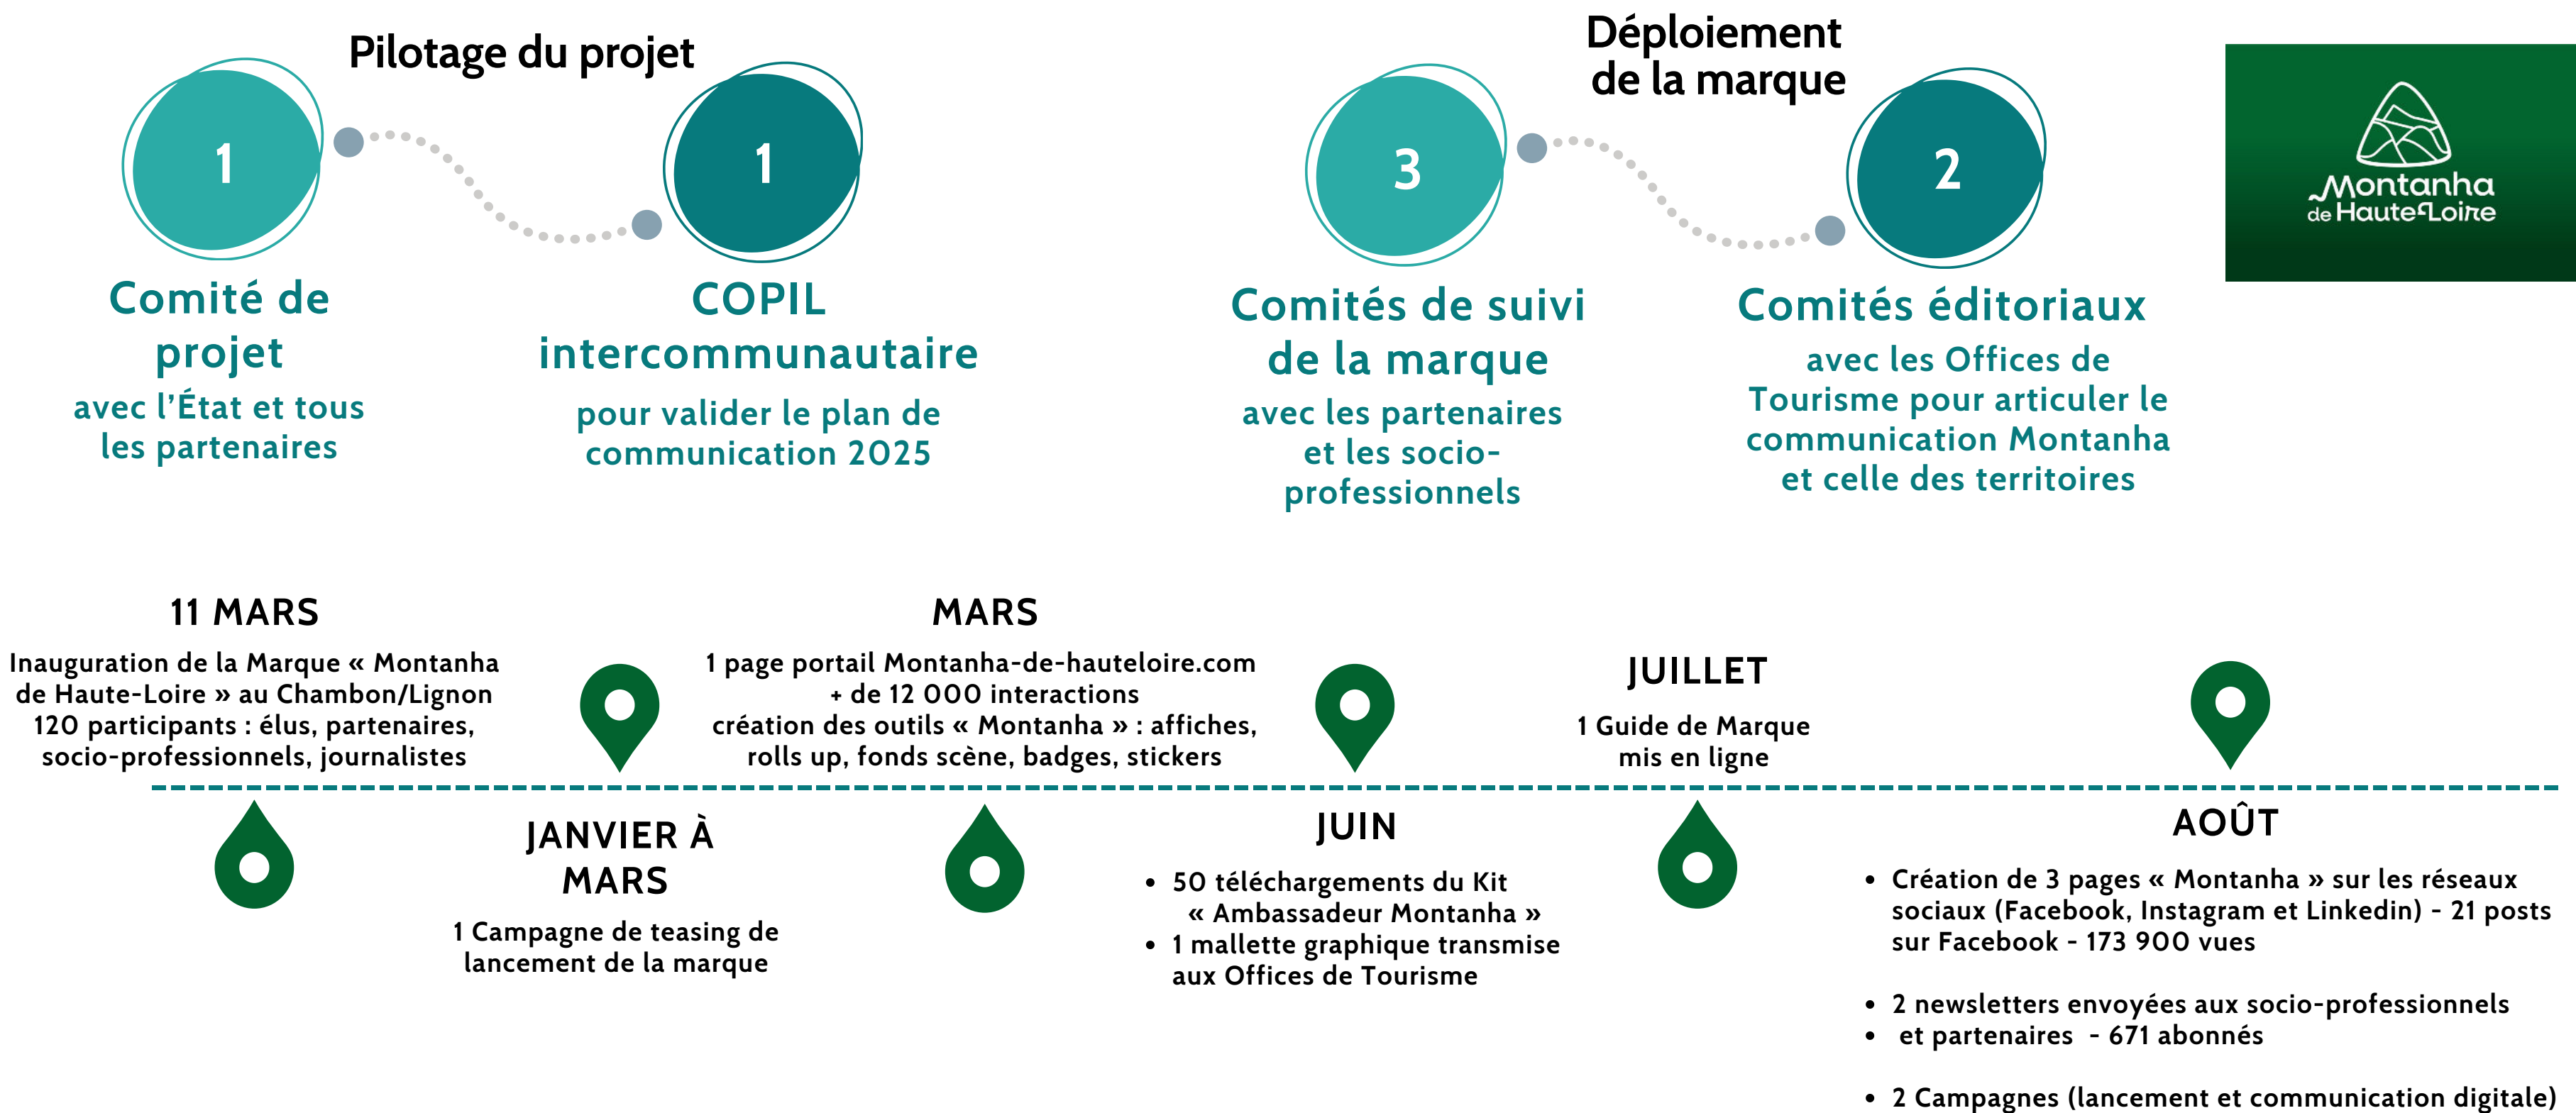 Pilotage du projet
1
1
Comité de
projet
avec l'État et tous
les partenaires
COPIL
intercommunautaire
pour valider le plan de
communication 2025
Déploiement
de la marque
3
2
Comités de suivi
de la marque
avec les partenaires
et les socio-
professionnels
Comités éditoriaux
avec les Offices de
Tourisme pour articuler le
communication Montanha
et celle des territoires
Montanha
de Haute-Loire
11 MARS
Inauguration de la Marque « Montanha
de Haute-Loire » au Chambon/Lignon
120 participants : élus, partenaires,
socio-professionnels, journalistes
JANVIER À
MARS
1 Campagne de teasing de
lancement de la marque
MARS
1 page portail Montanha-de-hauteloire.com
+ de 12 000 interactions
création des outils « Montanha » : affiches,
rolls up, fonds scène, badges, stickers
JUIN
• 50 téléchargements du Kit
« Ambassadeur Montanha »
• 1 mallette graphique transmise
aux Offices de Tourisme
JUILLET
1 Guide de Marque
mis en ligne
AOÛT
• Création de 3 pages « Montanha » sur les réseaux
sociaux (Facebook, Instagram et Linkedin) - 21 posts
sur Facebook - 173 900 vues
• 2 newsletters envoyées aux socio-professionnels
• et partenaires - 671 abonnés
• 2 Campagnes (lancement et communication digitale)